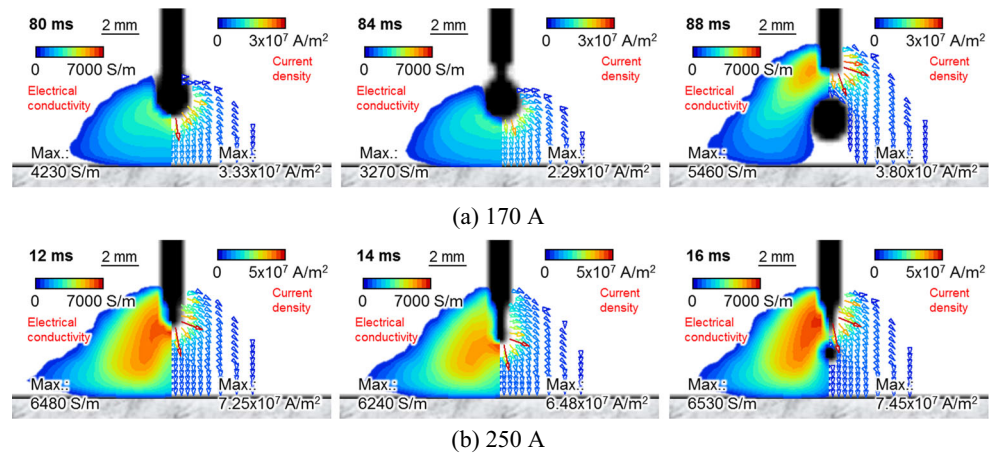 80 ms 2 mm 0 3x10⁷ A/m²
0 7000 S/m
Electrical conductivity Current density
Max.: 4230 S/m Max.: 3.33x10⁷ A/m²
84 ms 2 mm 0 3x10⁷ A/m²
0 7000 S/m
Electrical conductivity Current density
Max.: 3270 S/m Max.: 2.29x10⁷ A/m²
88 ms 2 mm 0 3x10⁷ A/m²
0 7000 S/m
Electrical conductivity Current density
Max.: 5460 S/m Max.: 3.80x10⁷ A/m²
(a) 170 A
12 ms 2 mm 0 5x10⁷ A/m²
0 7000 S/m
Electrical conductivity Current density
Max.: 6480 S/m Max.: 7.25x10⁷ A/m²
14 ms 2 mm 0 5x10⁷ A/m²
0 7000 S/m
Electrical conductivity Current density
Max.: 6240 S/m Max.: 6.48x10⁷ A/m²
16 ms 2 mm 0 5x10⁷ A/m²
0 7000 S/m
Electrical conductivity Current density
Max.: 6530 S/m Max.: 7.45x10⁷ A/m²
(b) 250 A